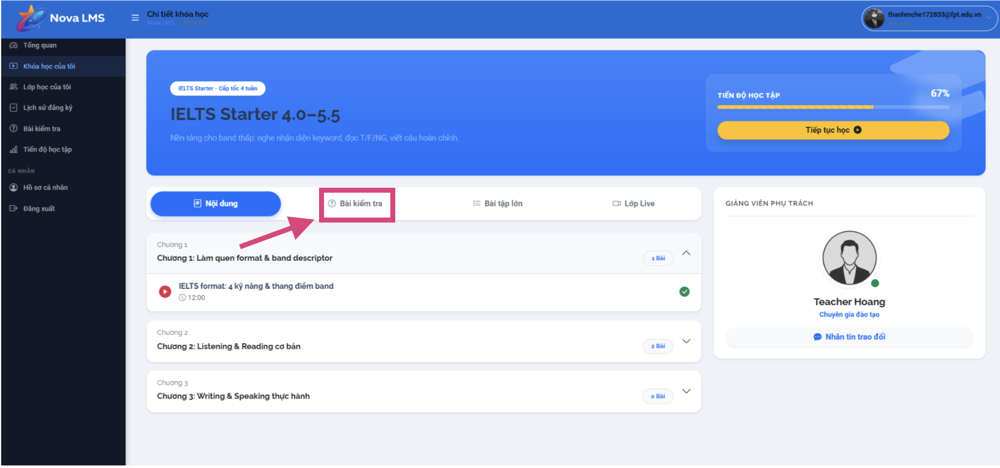 Nova LMS
Chi tiết khóa học
Nova LMS
Khóa học
thanhmche172833@fpt.edu.vn
Học viên
Tổng quan
Khóa học của tôi
Lớp học của tôi
Lịch sử đăng ký
Bài kiểm tra
Tiến độ học tập
CÁ NHÂN
Hồ sơ cá nhân
Đăng xuất
IELTS Starter - Cấp tốc 4 tuần
IELTS Starter 4.0–5.5
Nền tảng cho band thấp: nghe nhận diện keyword, đọc T/F/NG, viết câu hoàn chỉnh.
TIẾN ĐỘ HỌC TẬP
67%
Tiếp tục học
Nội dung
Bài kiểm tra
Bài tập lớn
Lớp Live
Chương 1
Chương 1: Làm quen format & band descriptor
1 Bài
IELTS format: 4 kỹ năng & thang điểm band
12:00
Chương 2
Chương 2: Listening & Reading cơ bản
2 Bài
Chương 3
Chương 3: Writing & Speaking thực hành
0 Bài
GIẢNG VIÊN PHỤ TRÁCH
Teacher Hoang
Chuyên gia đào tạo
Nhắn tin trao đổi